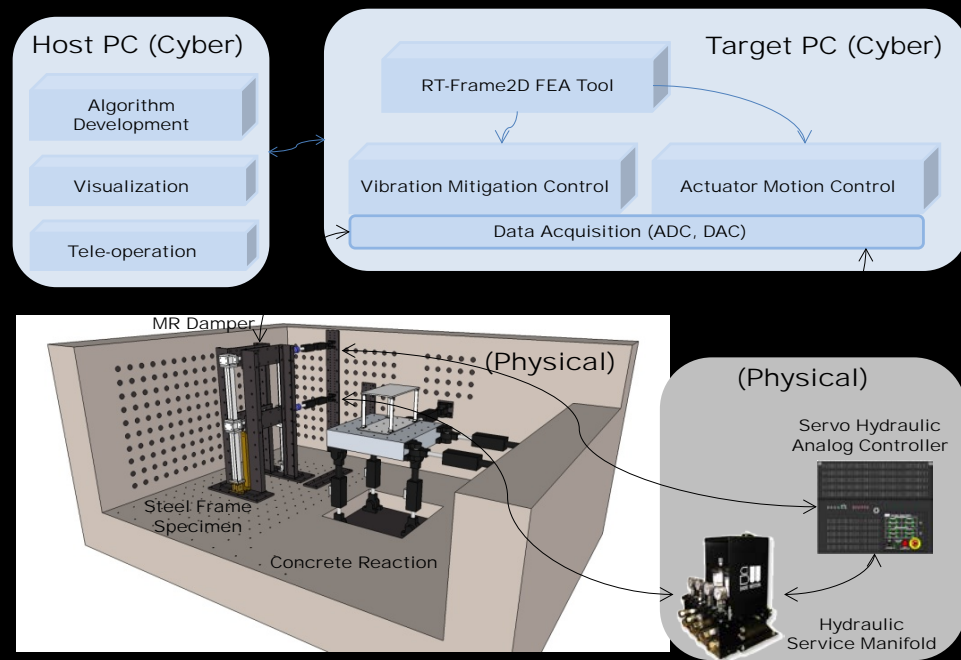 Host PC (Cyber)
Algorithm
Development
Visualization
Tele-operation
Target PC (Cyber)
RT-Frame2D FEA Tool
Vibration Mitigation Control
Actuator Motion Control
Data Acquisition (ADC, DAC)
MR Damper
(Physical)
Steel Frame
Specimen
Concrete Reaction
(Physical)
Servo Hydraulic
Analog Controller
Hydraulic
Service Manifold